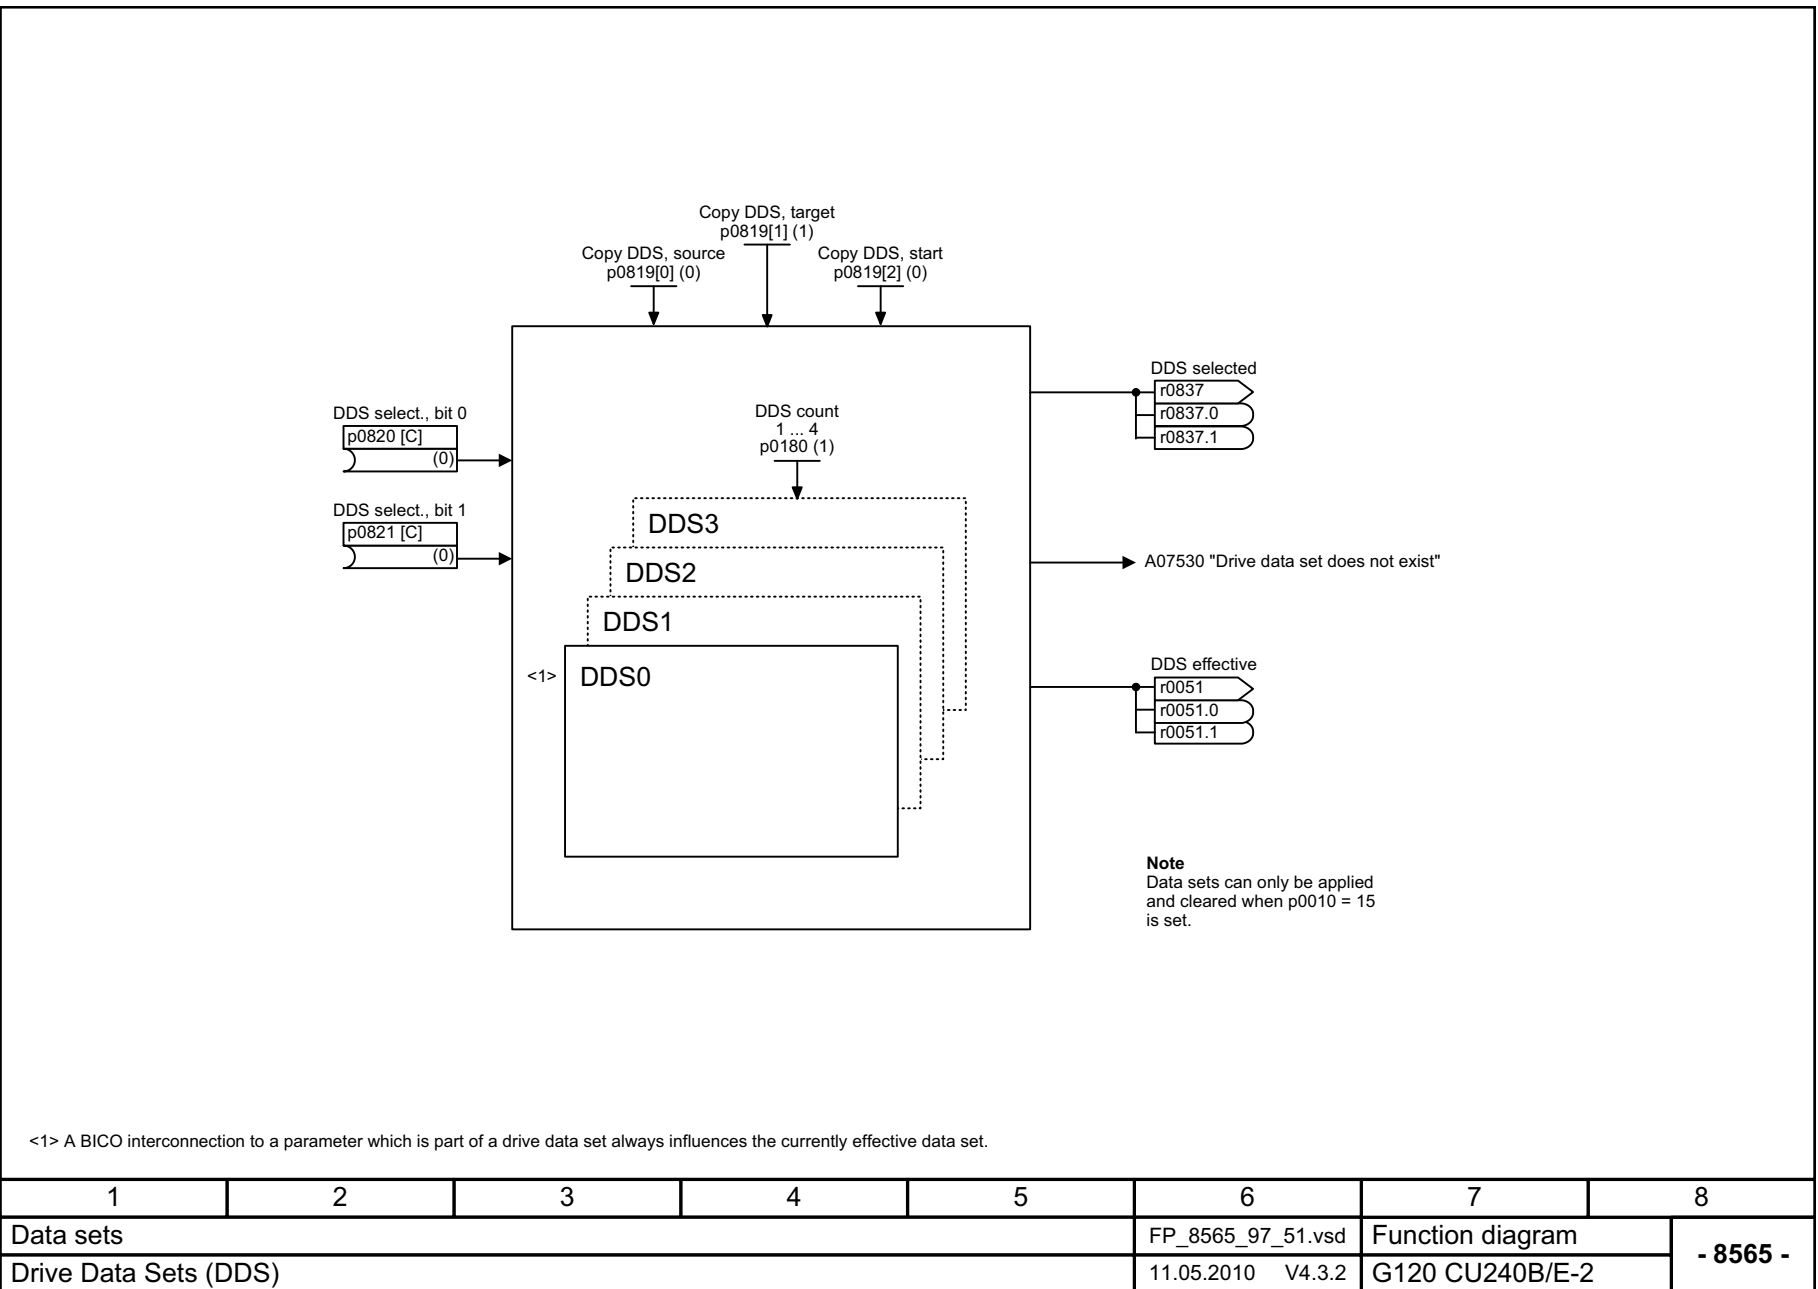 Copy DDS, target
p0819[1] (1)
Copy DDS, source
p0819[0] (0)
Copy DDS, start
p0819[2] (0)
DDS select., bit 0
p0820 [C]
(0)
DDS select., bit 1
p0821 [C]
(0)
DDS count
1 ... 4
p0180 (1)
DDS3
DDS2
DDS1
<1>
DDS0
DDS selected
r0837
r0837.0
r0837.1
A07530 "Drive data set does not exist"
DDS effective
r0051
r0051.0
r0051.1
Note
Data sets can only be applied
and cleared when p0010 = 15
is set.
<1> A BICO interconnection to a parameter which is part of a drive data set always influences the currently effective data set.
1 2 3 4 5 6 7 8
Data sets FP_8565_97_51.vsd Function diagram
- 8565 -
Drive Data Sets (DDS) 11.05.2010 V4.3.2 G120 CU240B/E-2